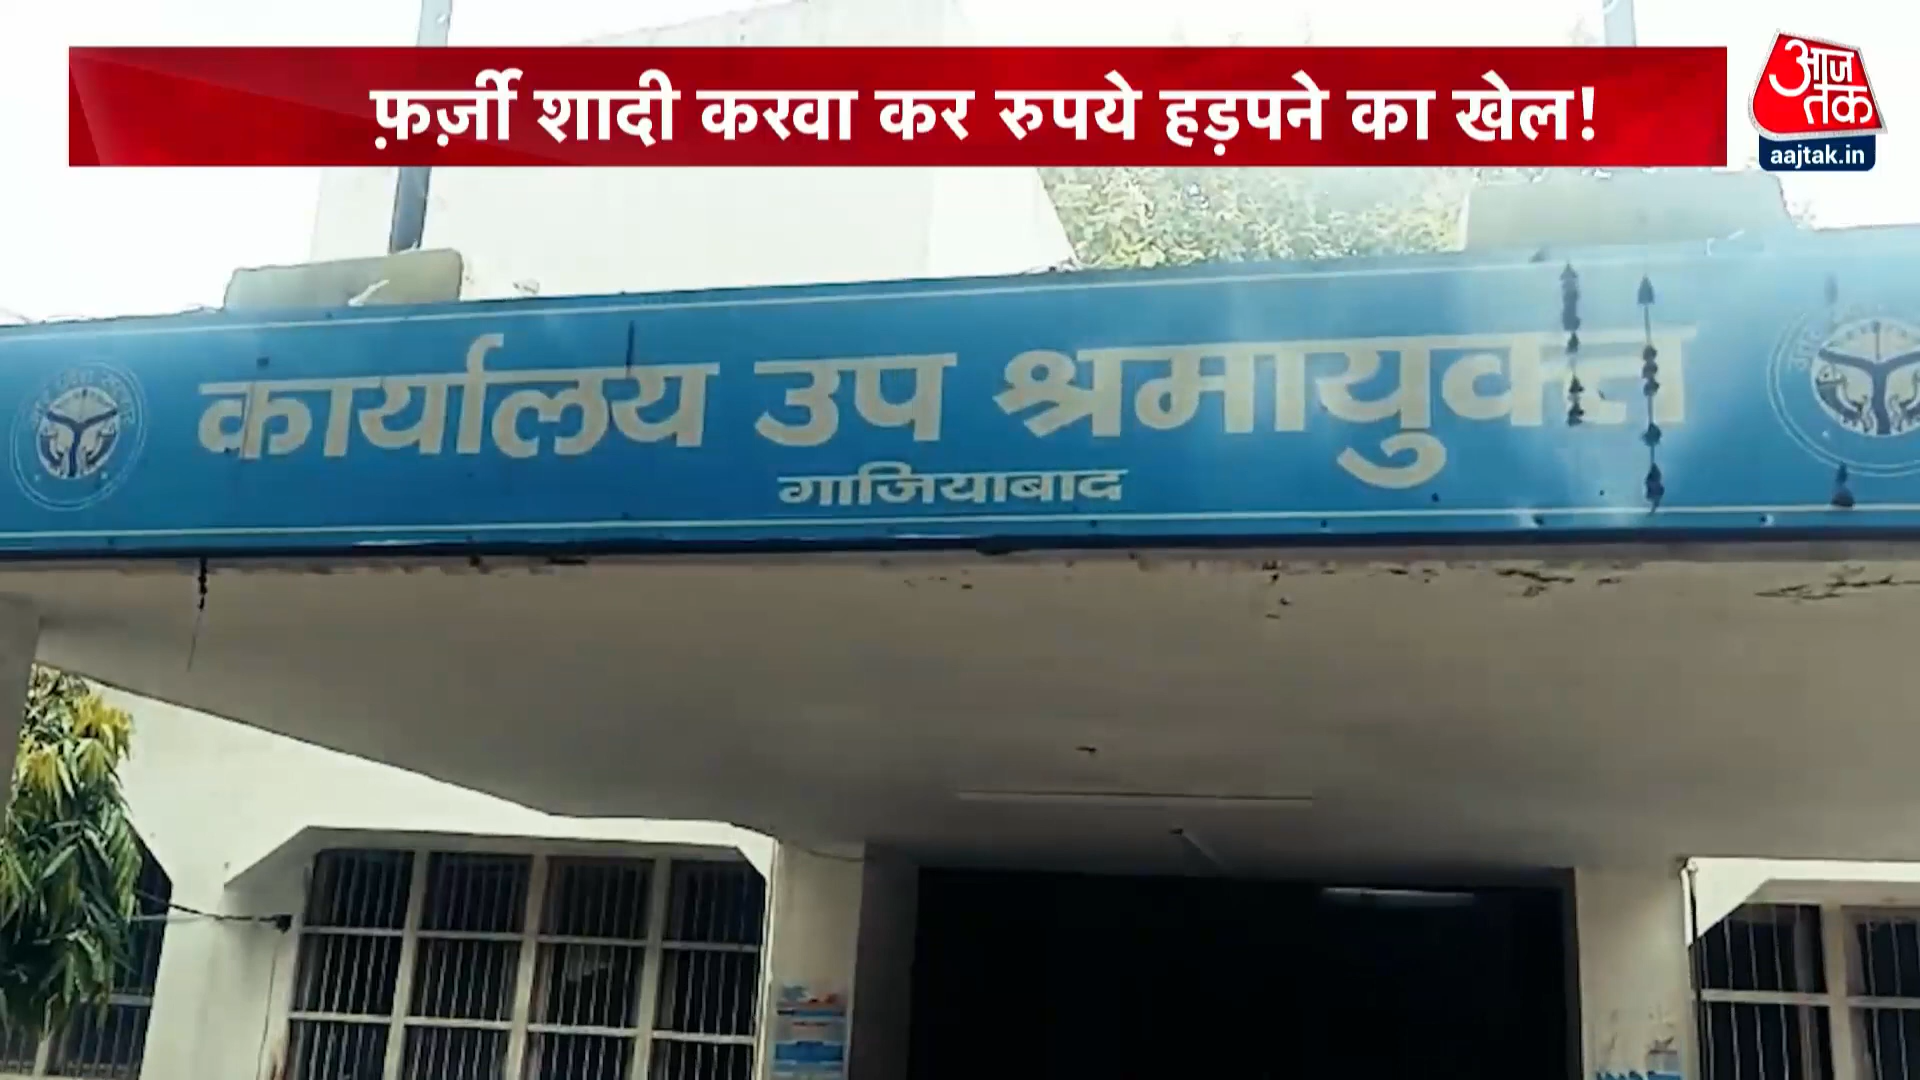 फ़र्ज़ी शादी करवा कर रुपये हड़पने का खेल!
आज तक
aajtak.in
कार्यालय उप श्रमायुक्त
गाजियाबाद